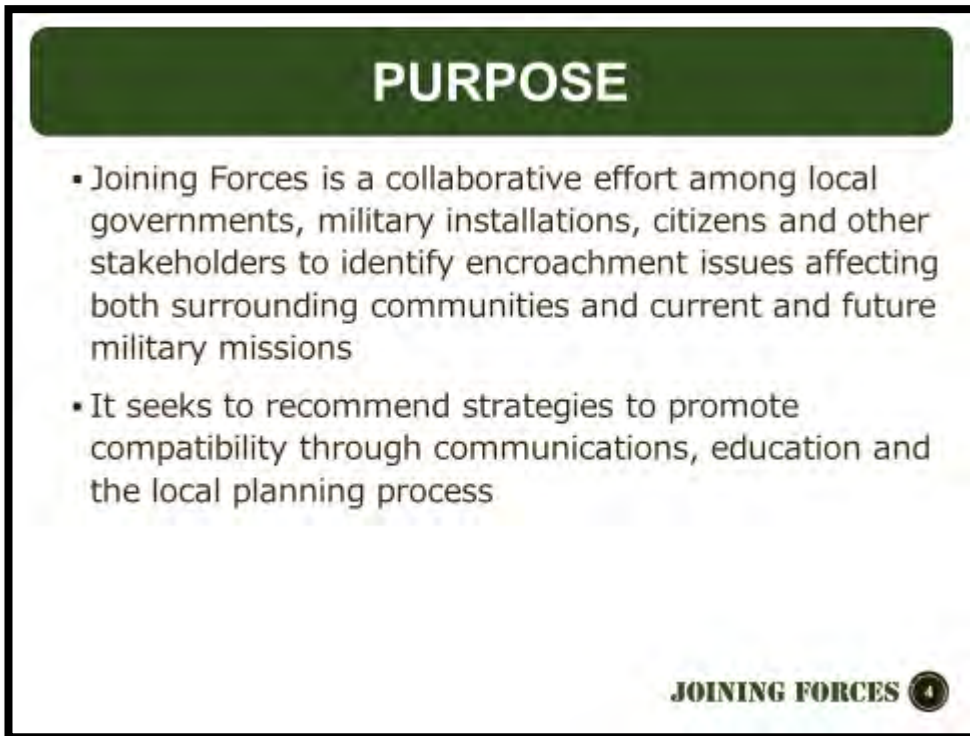 PURPOSE
▪ Joining Forces is a collaborative effort among local
governments, military installations, citizens and other
stakeholders to identify encroachment issues affecting
both surrounding communities and current and future
military missions
▪ It seeks to recommend strategies to promote
compatibility through communications, education and
the local planning process
JOINING FORCES 4